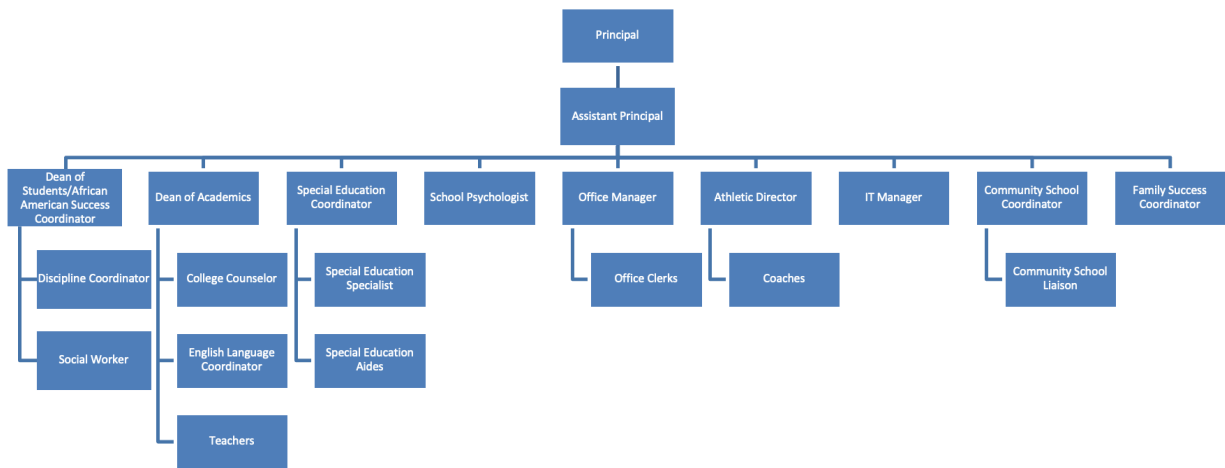 Principal
Assistant Principal
Dean of
Students/African
American Success
Coordinator
Dean of Academics
Special Education
Coordinator
School Psychologist
Office Manager
Athletic Director
IT Manager
Community School
Coordinator
Family Success
Coordinator
Discipline Coordinator
College Counselor
Special Education
Specialist
Office Clerks
Coaches
Community School
Liaison
Social Worker
English Language
Coordinator
Special Education
Aides
Teachers